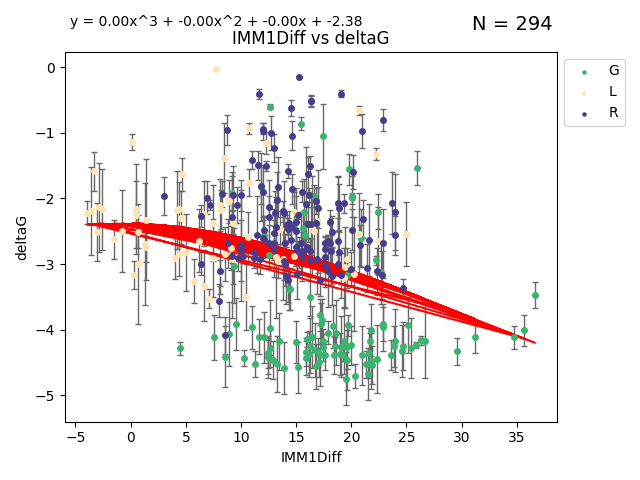 y = 0.00x^3 + -0.00x^2 + -0.00x + -2.38
N = 294
IMM1Diff vs deltaG
G
L
R
deltaG
0
−1
−2
−3
−4
−5
−5
0
5
10
15
20
25
30
35
IMM1Diff